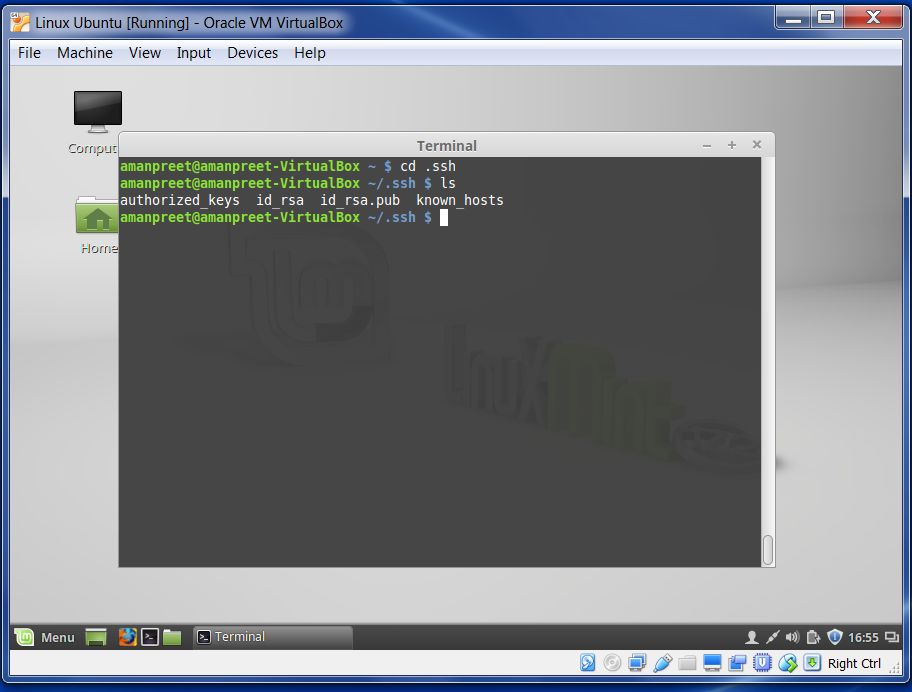 Linux Ubuntu [Running] - Oracle VM VirtualBox
File Machine View Input Devices Help
Comput
Home
Terminal
amanpreet@amanpreet-VirtualBox ~ $ cd .ssh
amanpreet@amanpreet-VirtualBox ~/.ssh $ ls
authorized_keys id_rsa id_rsa.pub known_hosts
amanpreet@amanpreet-VirtualBox ~/.ssh $
LinuxMint
Menu Terminal 16:55
Right Ctrl